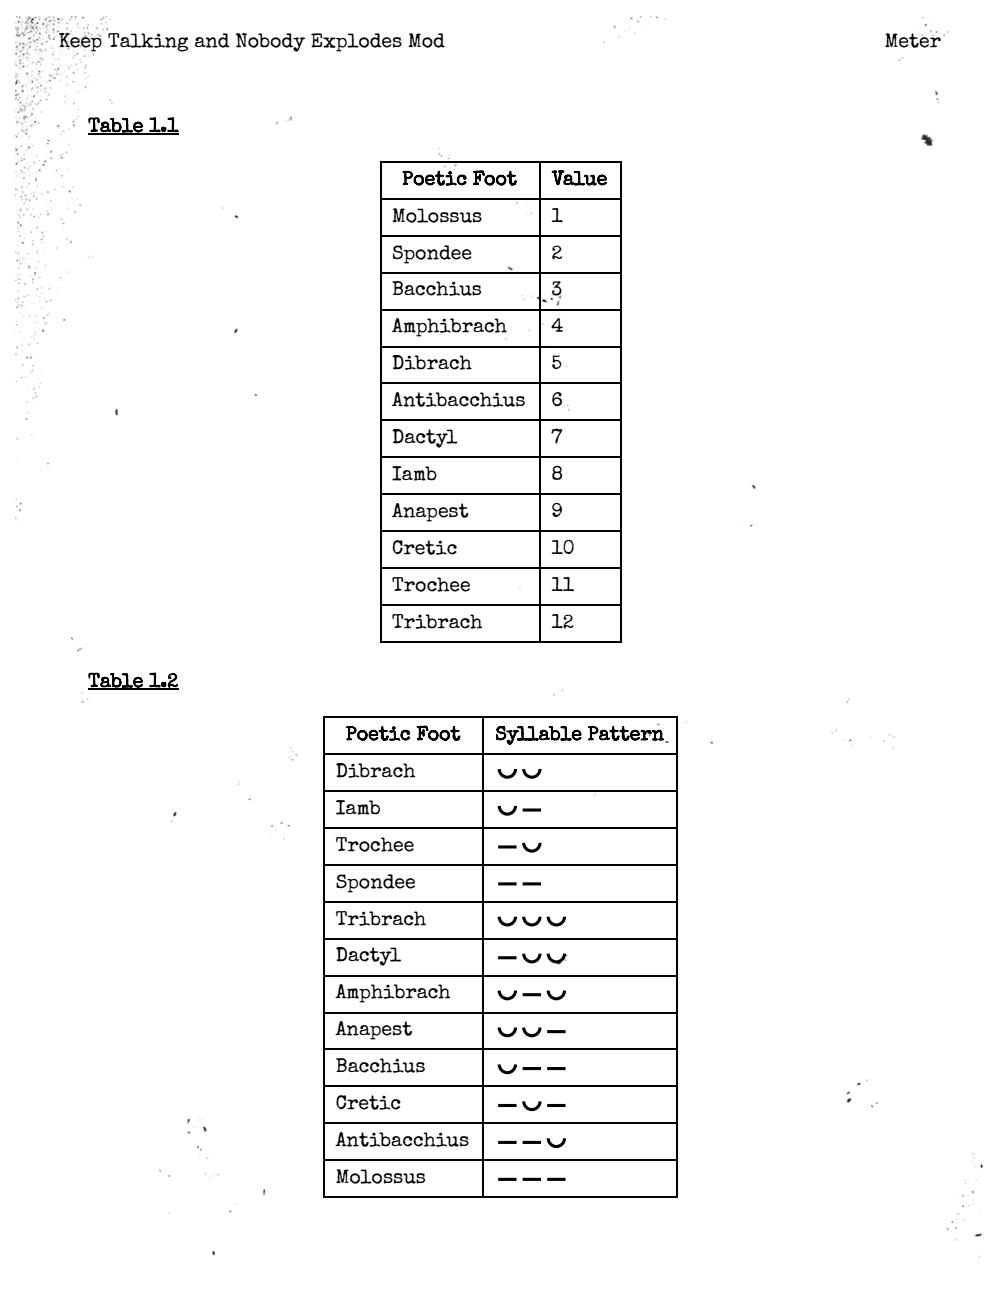 Keep Talking and Nobody Explodes Mod Meter
Table 1.1
Poetic Foot Value
Molossus 1
Spondee 2
Bacchius 3
Amphibrach 4
Dibrach 5
Antibacchius 6
Dactyl 7
Iamb 8
Anapest 9
Cretic 10
Trochee 11
Tribrach 12
Table 1.2
Poetic Foot Syllable Pattern
Dibrach ◡◡
Iamb ◡–
Trochee –◡
Spondee ––
Tribrach ◡◡◡
Dactyl –◡◡
Amphibrach ◡–◡
Anapest ◡◡–
Bacchius ◡––
Cretic –◡–
Antibacchius ––◡
Molossus –––